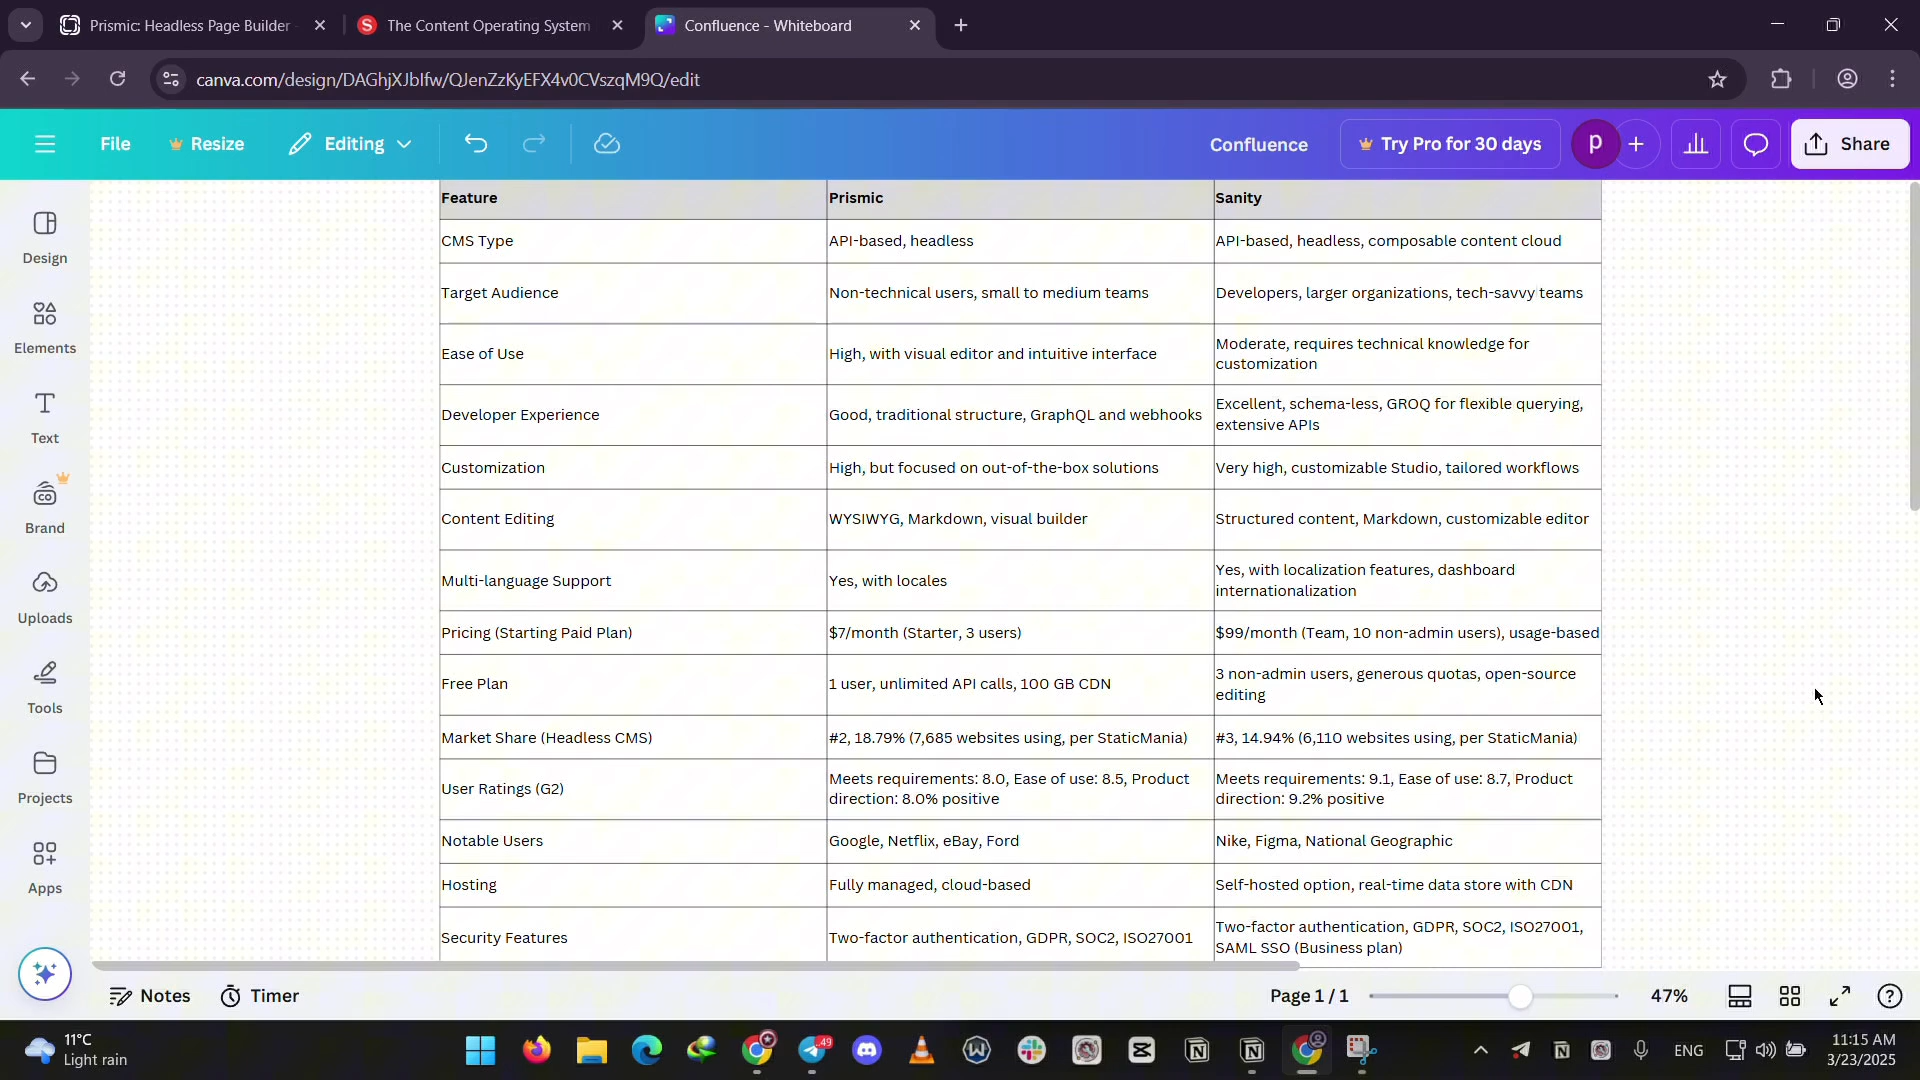 Prismic: Headless Page Builder
The Content Operating System
Confluence - Whiteboard
canva.com/design/DAGhjXJbIfw/QJenZzKyEFX4v0CVszqM9Q/edit
File
Resize
Editing
Confluence
Try Pro for 30 days
p
Share
Design
Elements
Text
Brand
Uploads
Tools
Projects
Apps
Feature Prismic Sanity
CMS Type API-based, headless API-based, headless, composable content cloud
Target Audience Non-technical users, small to medium teams Developers, larger organizations, tech-savvy teams
Ease of Use High, with visual editor and intuitive interface Moderate, requires technical knowledge for
customization
Developer Experience Good, traditional structure, GraphQL and webhooks Excellent, schema-less, GROQ for flexible querying,
extensive APIs
Customization High, but focused on out-of-the-box solutions Very high, customizable Studio, tailored workflows
Content Editing WYSIWYG, Markdown, visual builder Structured content, Markdown, customizable editor
Multi-language Support Yes, with locales Yes, with localization features, dashboard
internationalization
Pricing (Starting Paid Plan) $7/month (Starter, 3 users) $99/month (Team, 10 non-admin users), usage-based
Free Plan 1 user, unlimited API calls, 100 GB CDN 3 non-admin users, generous quotas, open-source
editing
Market Share (Headless CMS) #2, 18.79% (7,685 websites using, per StaticMania) #3, 14.94% (6,110 websites using, per StaticMania)
User Ratings (G2) Meets requirements: 8.0, Ease of use: 8.5, Product
direction: 8.0% positive Meets requirements: 9.1, Ease of use: 8.7, Product
direction: 9.2% positive
Notable Users Google, Netflix, eBay, Ford Nike, Figma, National Geographic
Hosting Fully managed, cloud-based Self-hosted option, real-time data store with CDN
Security Features Two-factor authentication, GDPR, SOC2, ISO27001 Two-factor authentication, GDPR, SOC2, ISO27001,
SAML SSO (Business plan)
Notes
Timer
Page 1 / 1
47%
11°C
Light rain
49
ENG
11:15 AM
3/23/2025